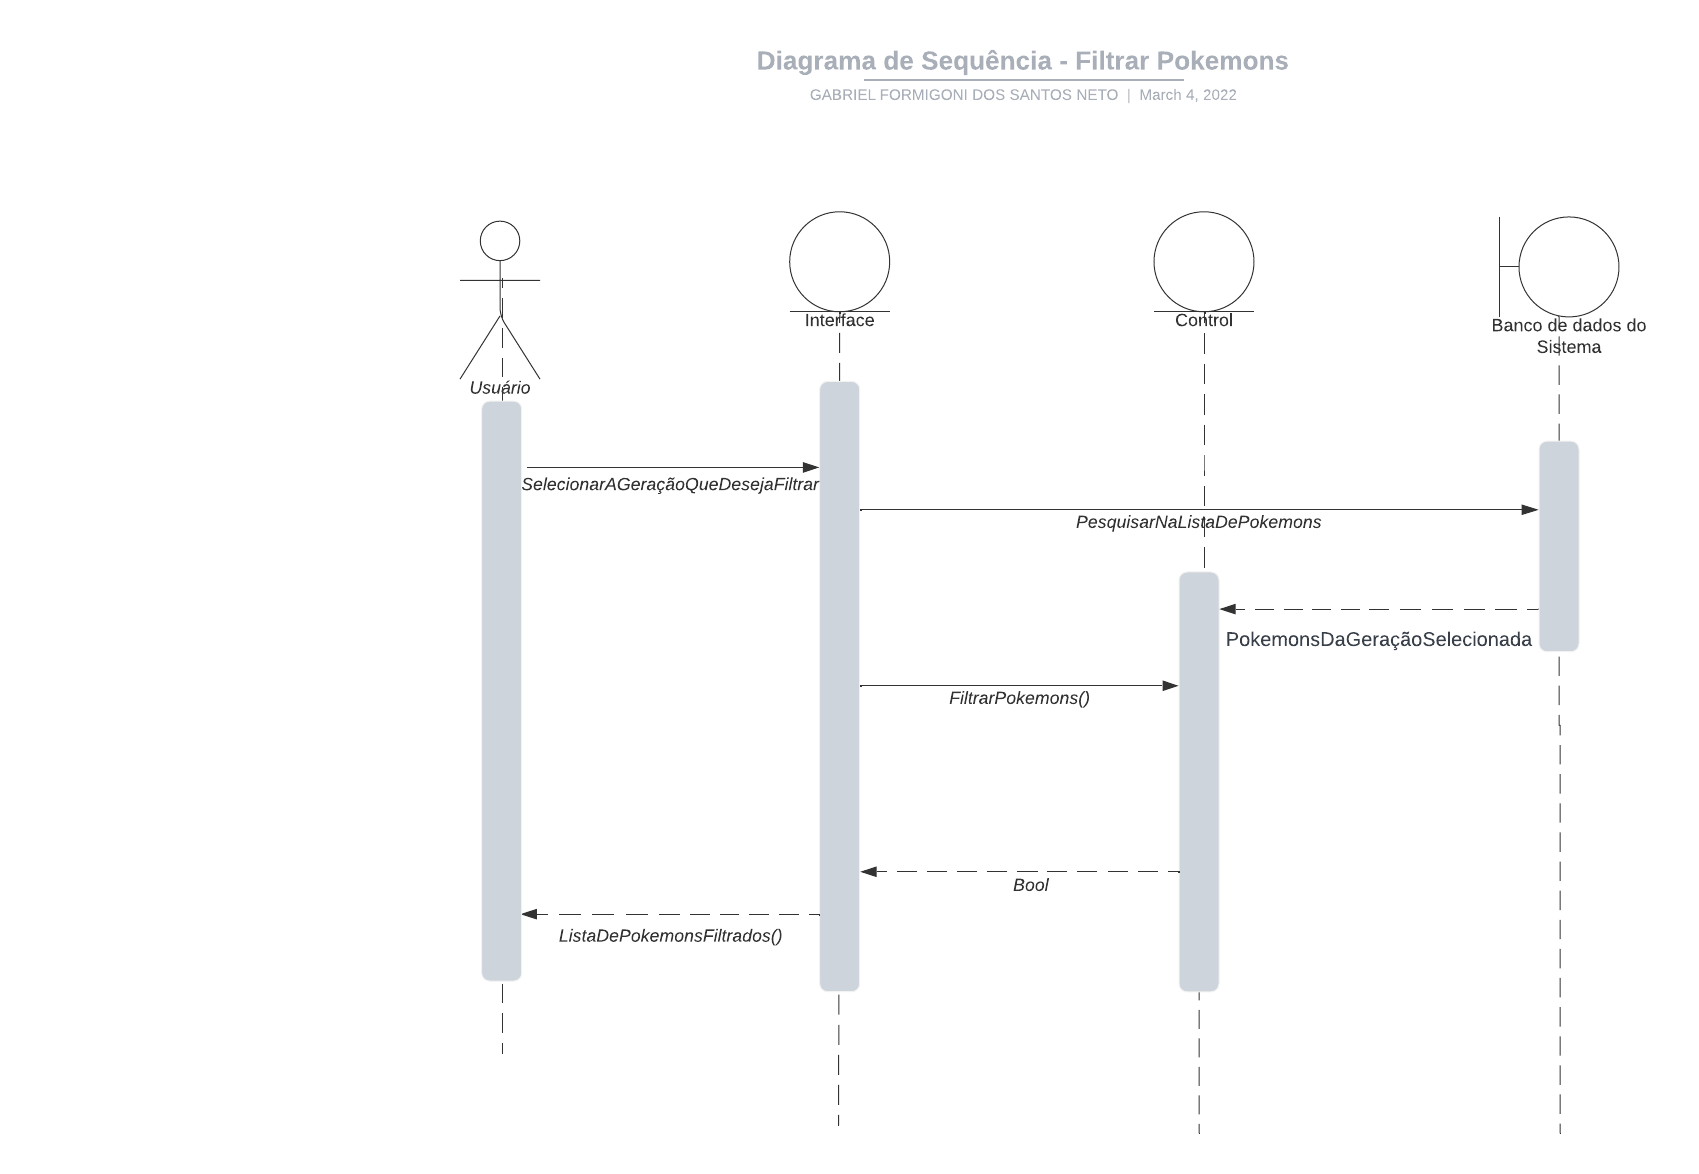 Diagrama de Sequência - Filtrar Pokemons
GABRIEL FORMIGONI DOS SANTOS NETO | March 4, 2022
Interface
Control
Banco de dados do
Sistema
Usuário
SelecionarAGeraçãoQueDesejaFiltrar
PesquisarNaListaDePokemons
PokemonsDaGeraçãoSelecionada
FiltrarPokemons()
Bool
ListaDePokemonsFiltrados()